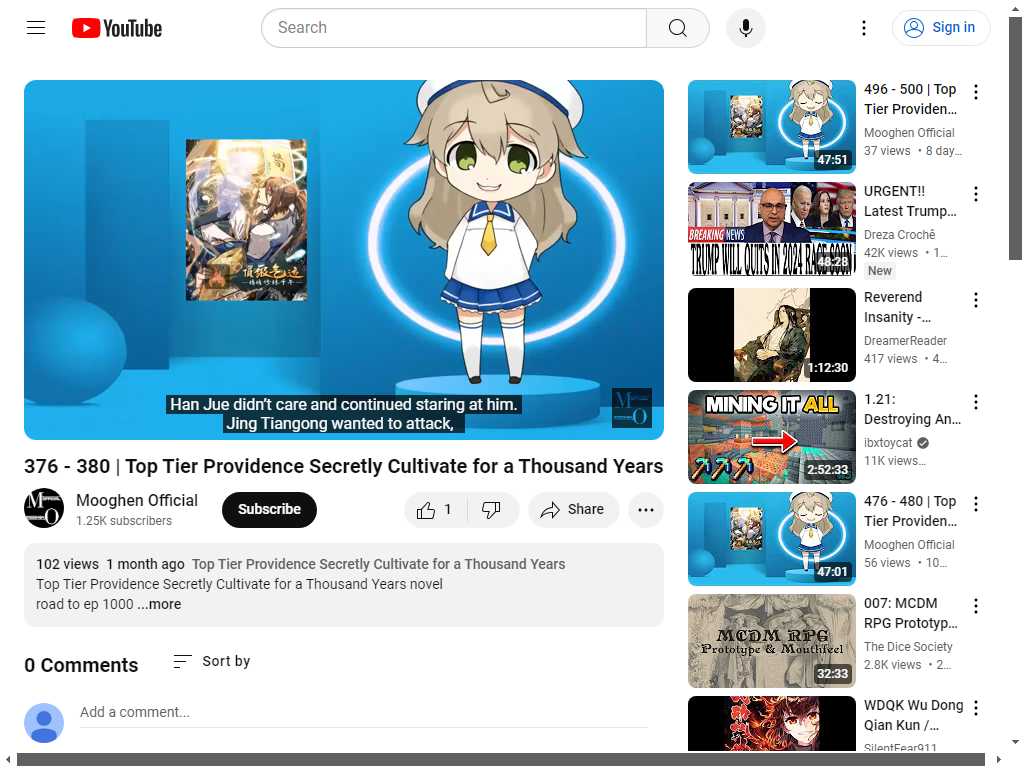 YouTube
Search
Sign in
頂級氣運
Han Jue didn't care and continued staring at him.
Jing Tiangong wanted to attack,
376 - 380 | Top Tier Providence Secretly Cultivate for a Thousand Years
Mooghen Official
1.25K subscribers
Subscribe
1
Share
102 views 1 month ago Top Tier Providence Secretly Cultivate for a Thousand Years
Top Tier Providence Secretly Cultivate for a Thousand Years novel
road to ep 1000 ...more
0 Comments
Sort by
Add a comment...
47:51
496 - 500 | Top
Tier Providen...
Mooghen Official
37 views • 8 day...
BREAKING NEWS
TRUMP WILL QUITS IN 2024 RACE SOON
48:28
URGENT!!
Latest Trump...
Dreza Crochê
42K views • 1...
New
1:12:30
Reverend
Insanity -...
DreamerReader
417 views • 4...
MINING IT ALL
2:52:33
1.21:
Destroying An...
ibxtoycat
11K views...
47:01
476 - 480 | Top
Tier Providen...
Mooghen Official
56 views • 10...
MCDM RPG
Prototype & Mouthfeel
32:33
007: MCDM
RPG Prototyp...
The Dice Society
2.8K views • 2...
WDQK Wu Dong
Qian Kun /...
SilentFear911